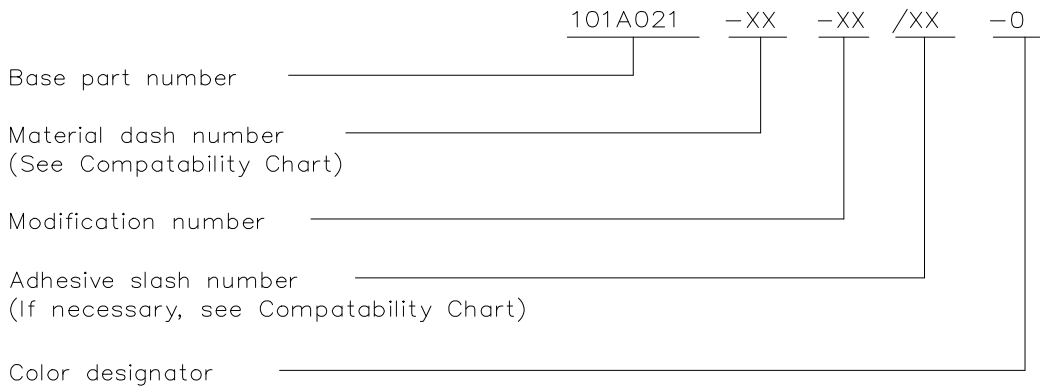 101A021 -XX -XX /XX -0
Base part number
Material dash number
(See Compatability Chart)
Modification number
Adhesive slash number
(If necessary, see Compatability Chart)
Color designator